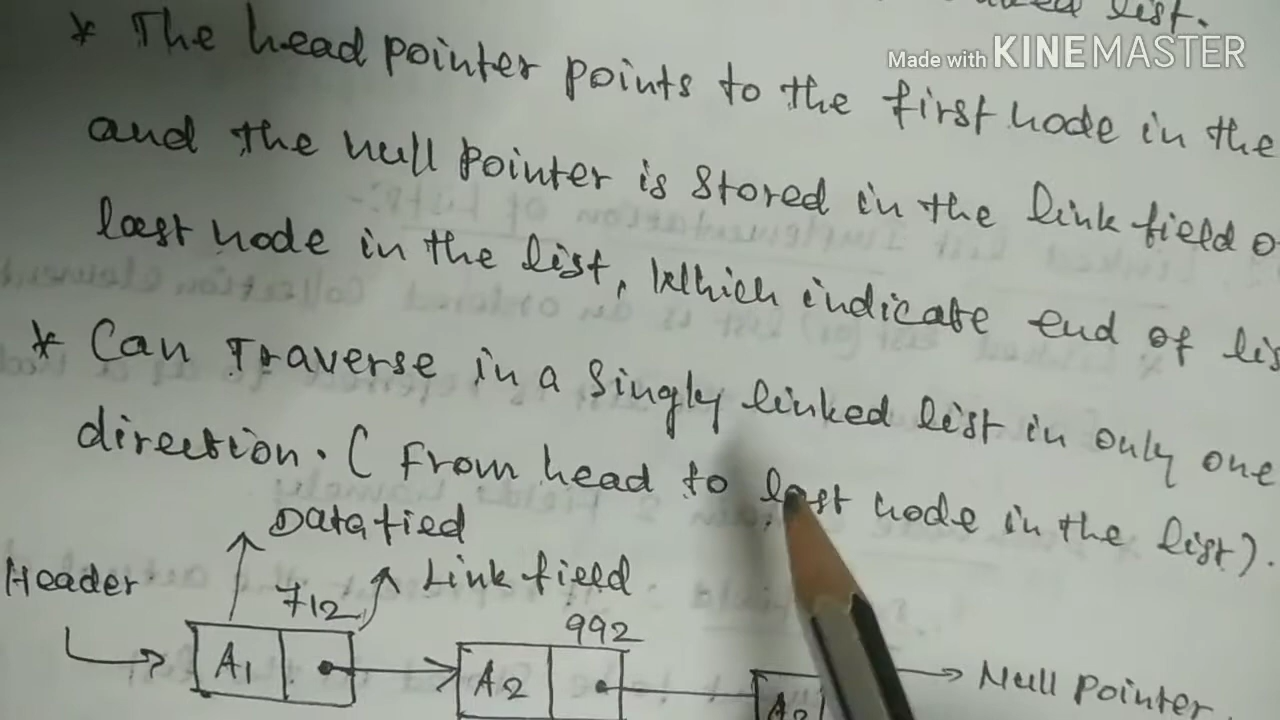 list.
Made with KINEMASTER
* The head pointer points to the first node in the
and the null pointer is stored in the link field
last node in the list, which indicate end of
* Can Traverse in a singly linked list in only one
direction. ( From head to last node in the list).
Data fied
Header
712
Link field
992
A1
A2
Null pointer